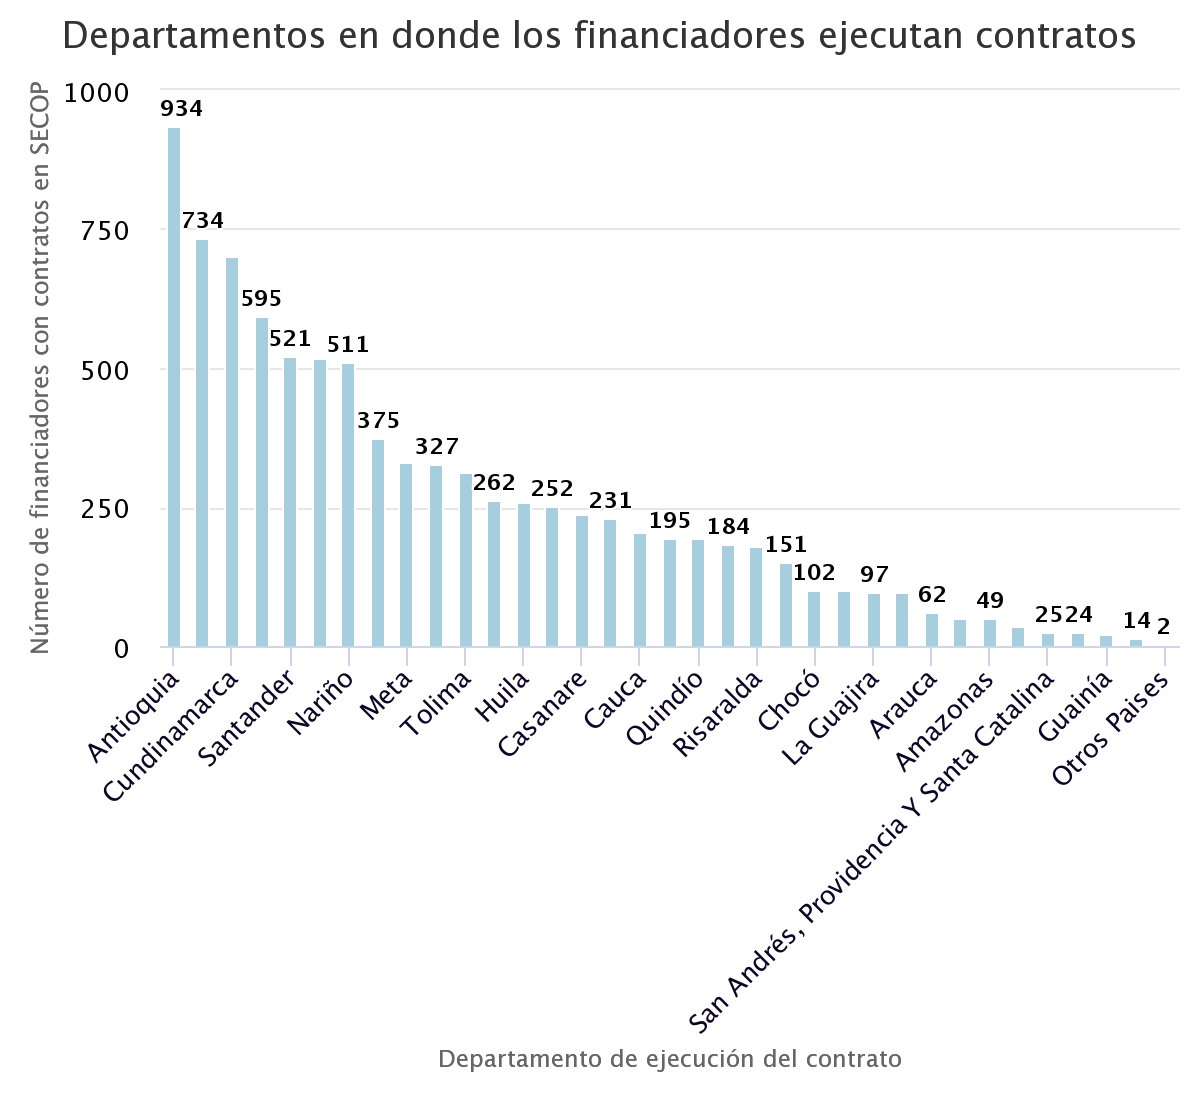 Departamentos en donde los financiadores ejecutan contratos
Número de financiadores con contratos en SECOP
1000
750
500
250
0
934
734
595
521
511
375
327
262
252
231
195
184
151
102
97
62
49
25
24
14
2
Antioquia
Cundinamarca
Santander
Nariño
Meta
Tolima
Huila
Casanare
Cauca
Quindío
Risaralda
Chocó
La Guajira
Arauca
Amazonas
San Andrés, Providencia Y Santa Catalina
Guainía
Otros Paises
Departamento de ejecución del contrato